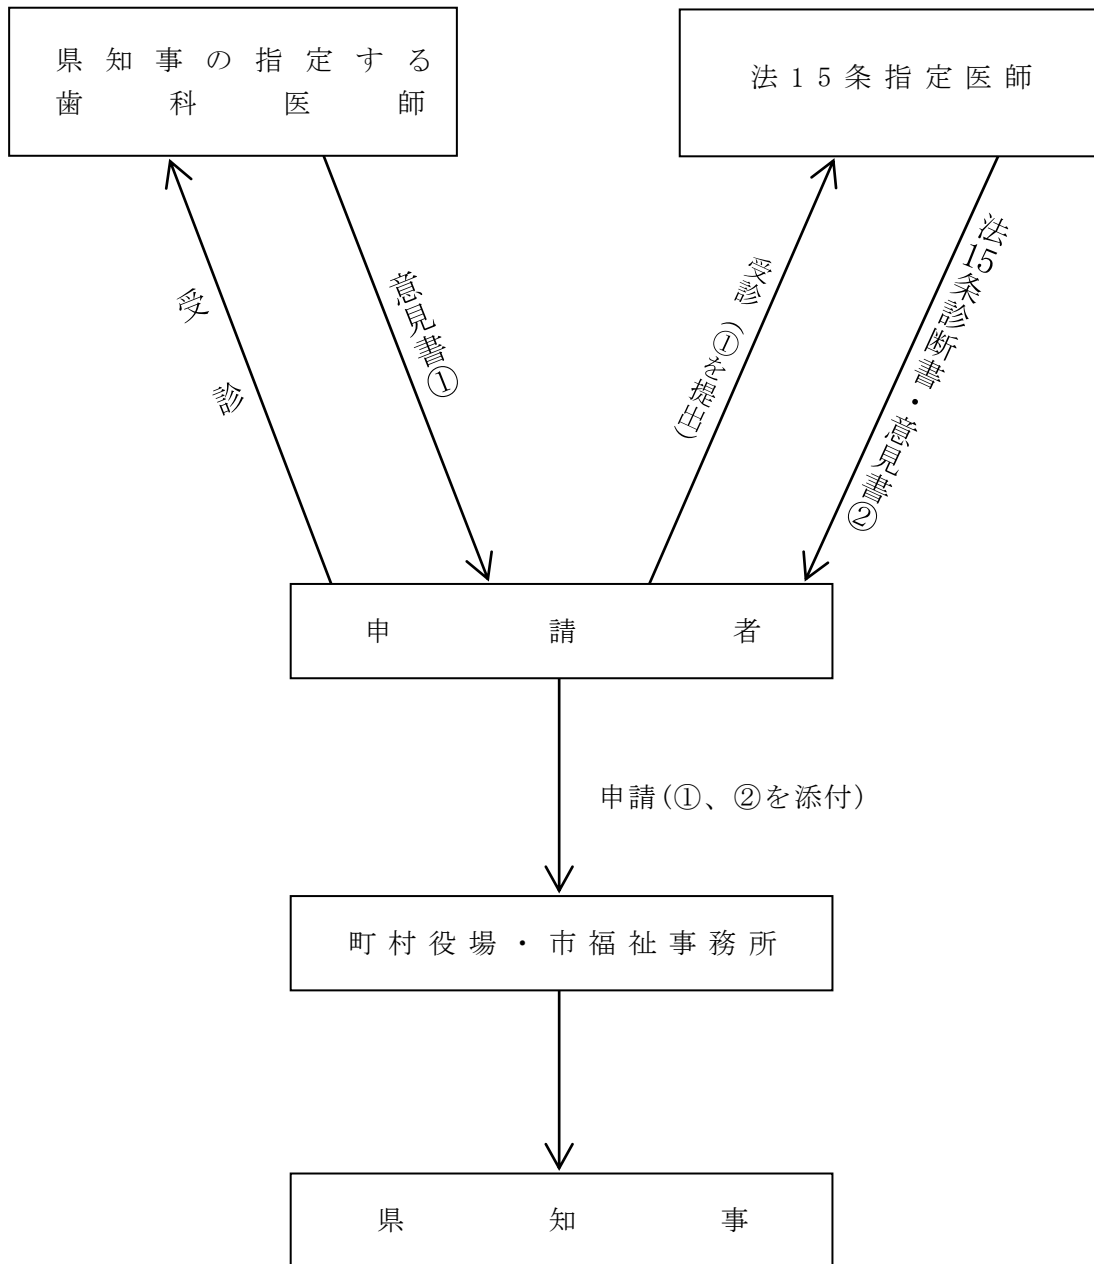 県知事の指定する
歯科医師
法15条指定医師
受診
意見書①
受診(①を提出)
法15条診断書・意見書②
申請者
申請(①、②を添付)
町村役場・市福祉事務所
県知事